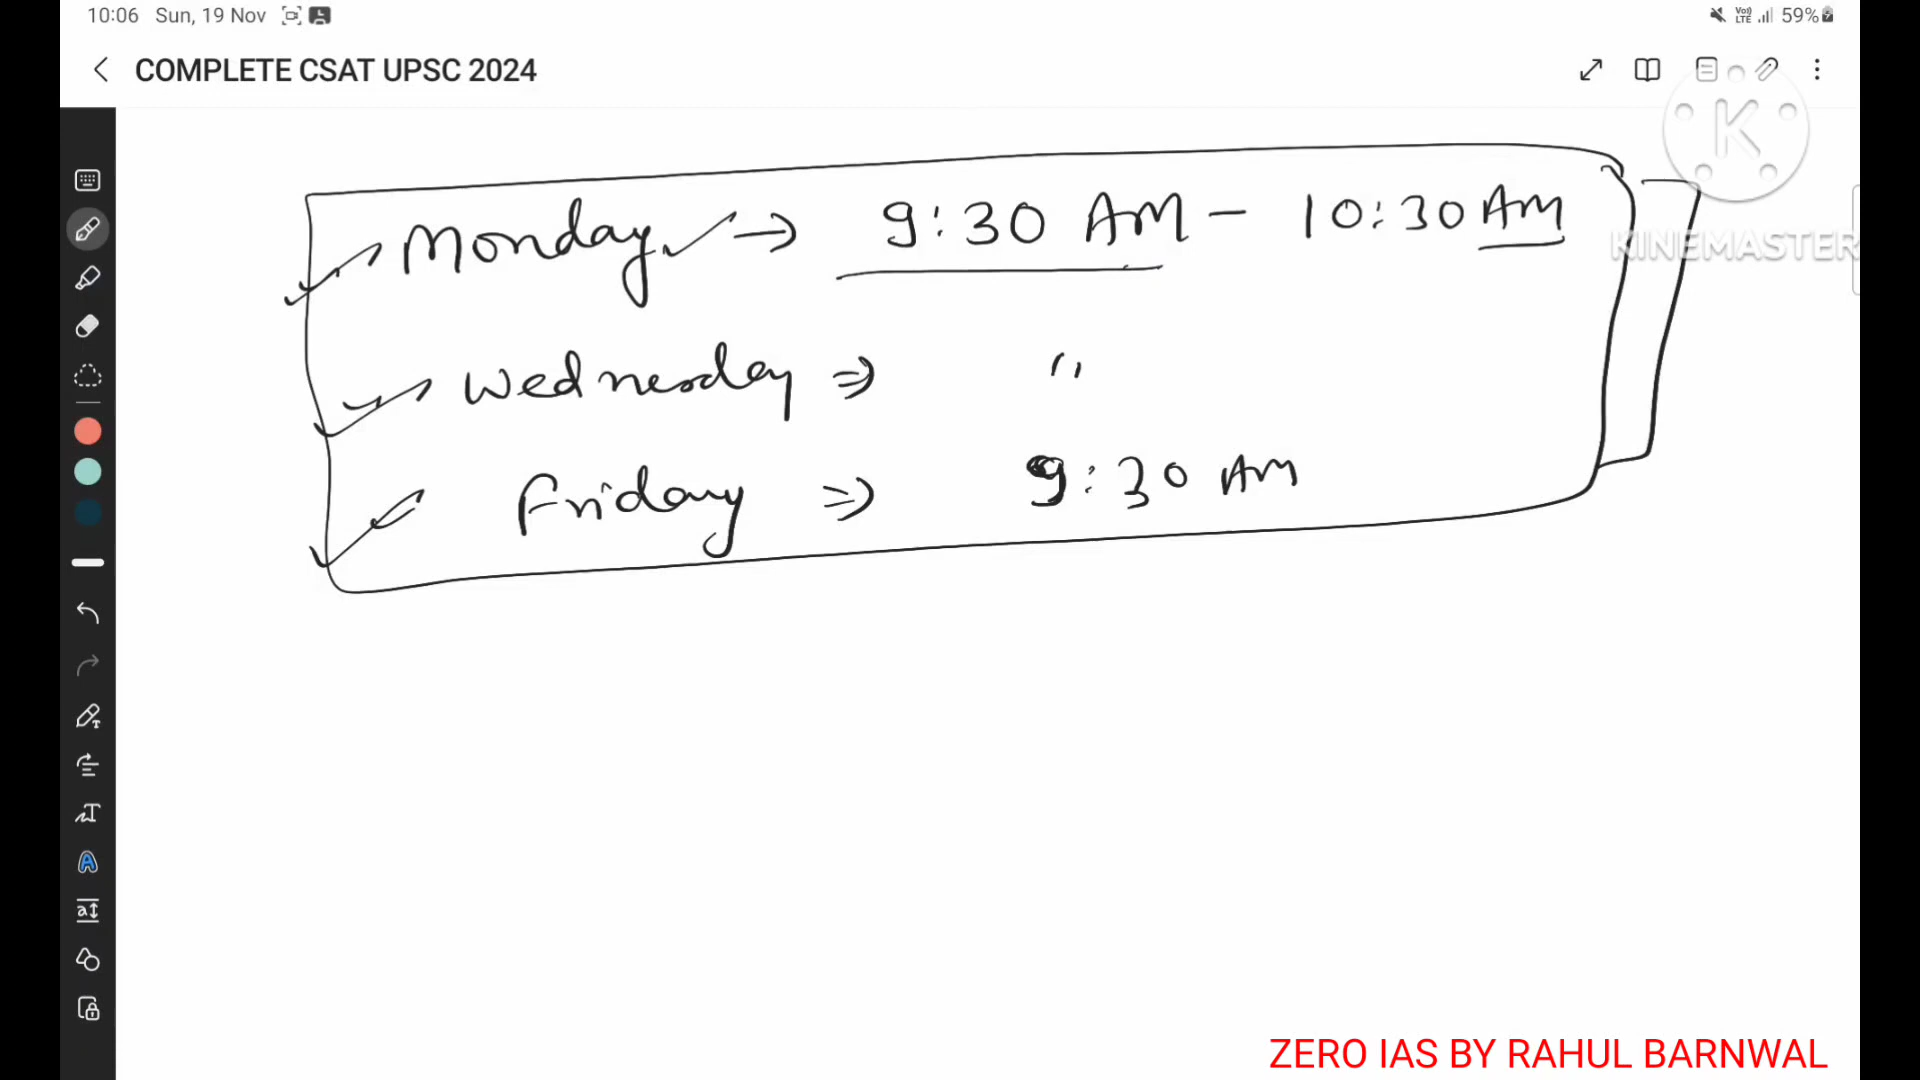 10:06 Sun, 19 Nov 59%
COMPLETE CSAT UPSC 2024
K
KINEMASTER
Monday → 9:30 AM - 10:30 AM
Wednesday ⇒ "
Friday ⇒ 9:30 AM
ZERO IAS BY RAHUL BARNWAL